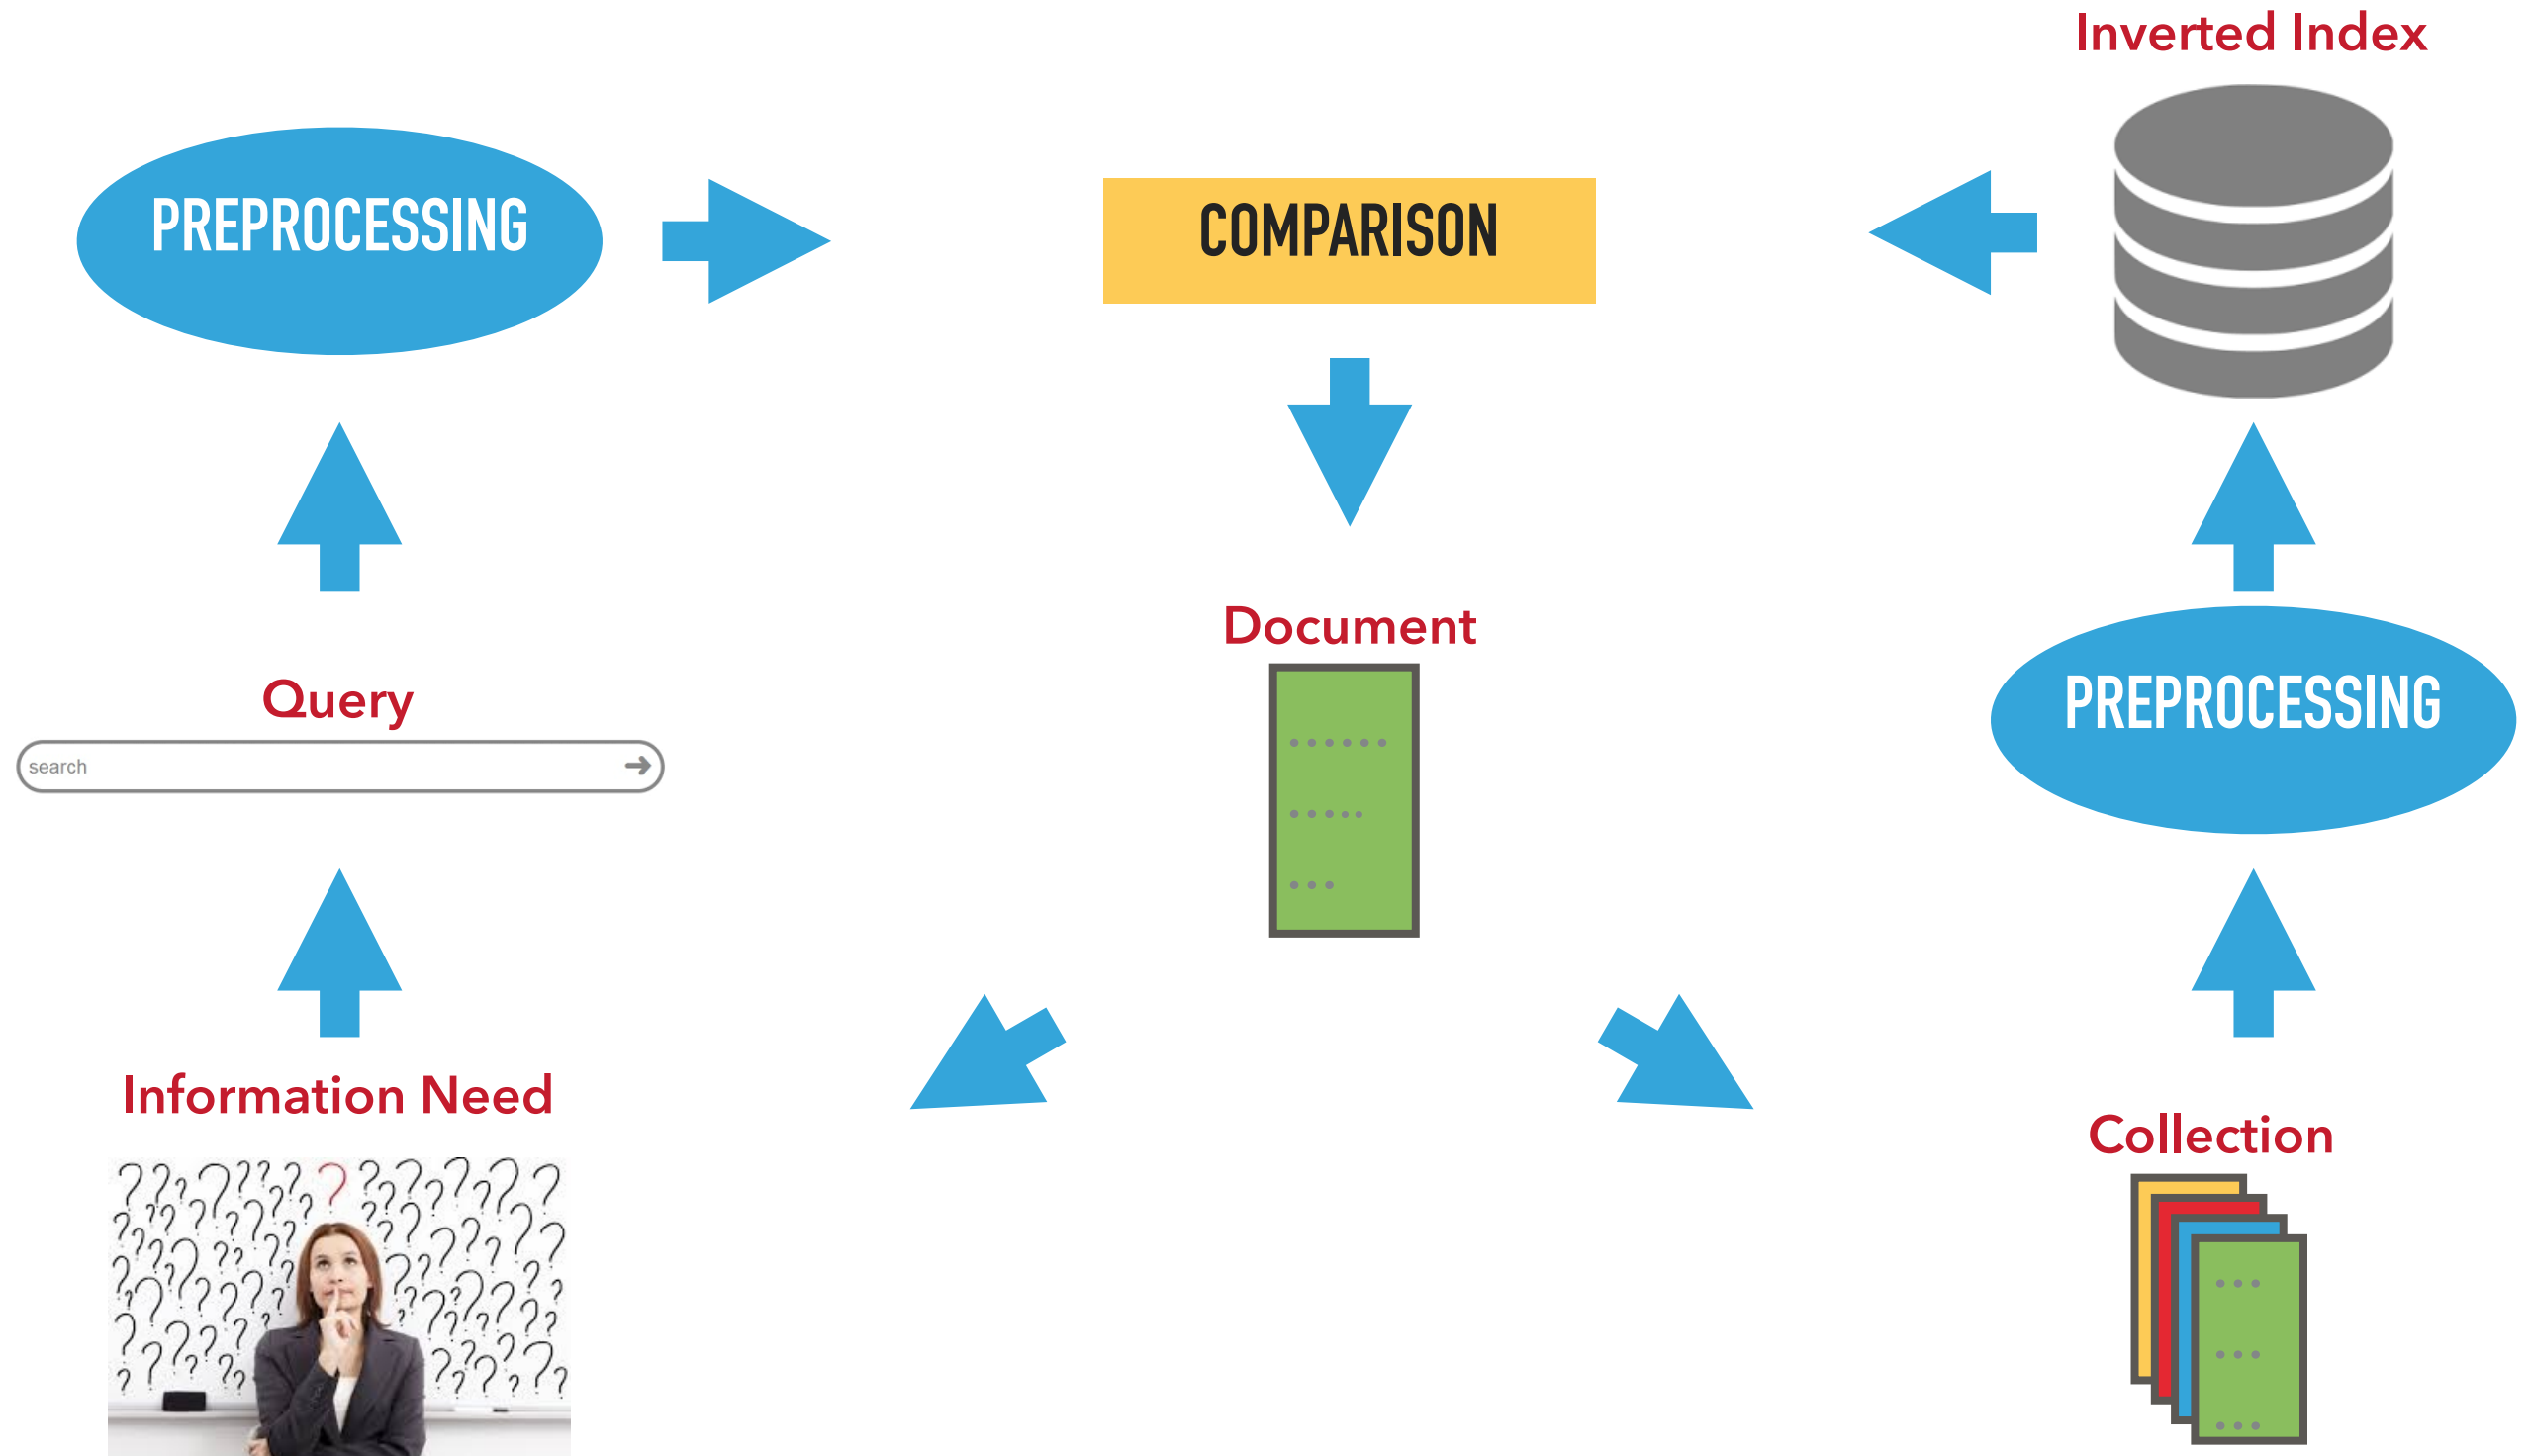 Inverted Index
PREPROCESSING
COMPARISON
Document
Query
search
PREPROCESSING
Information Need
Collection